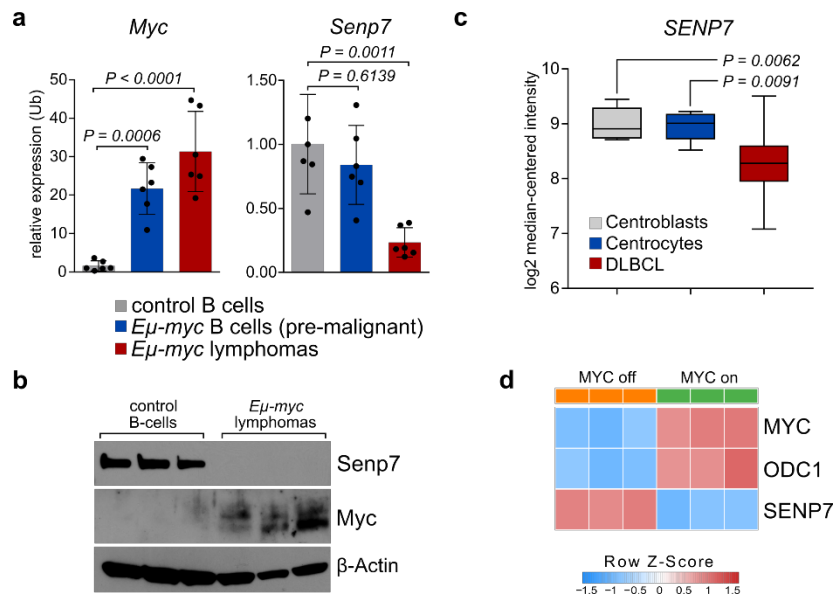 a
Myc
Senp7
relative expression (Ub)
50
40
30
20
10
0
P < 0.0001
P = 0.0006
1.50
1.00
0.50
0.00
P = 0.0011
P = 0.6139
control B cells
Eµ-myc B cells (pre-malignant)
Eµ-myc lymphomas
b
control
B-cells
Eµ-myc
lymphomas
Senp7
Myc
β-Actin
c
SENP7
log2 median-centered intensity
10
9
8
7
6
P = 0.0062
P = 0.0091
Centroblasts
Centrocytes
DLBCL
d
MYC off
MYC on
MYC
ODC1
SENP7
Row Z-Score
−1.5 −1 −0.5 0 0.5 1 1.5